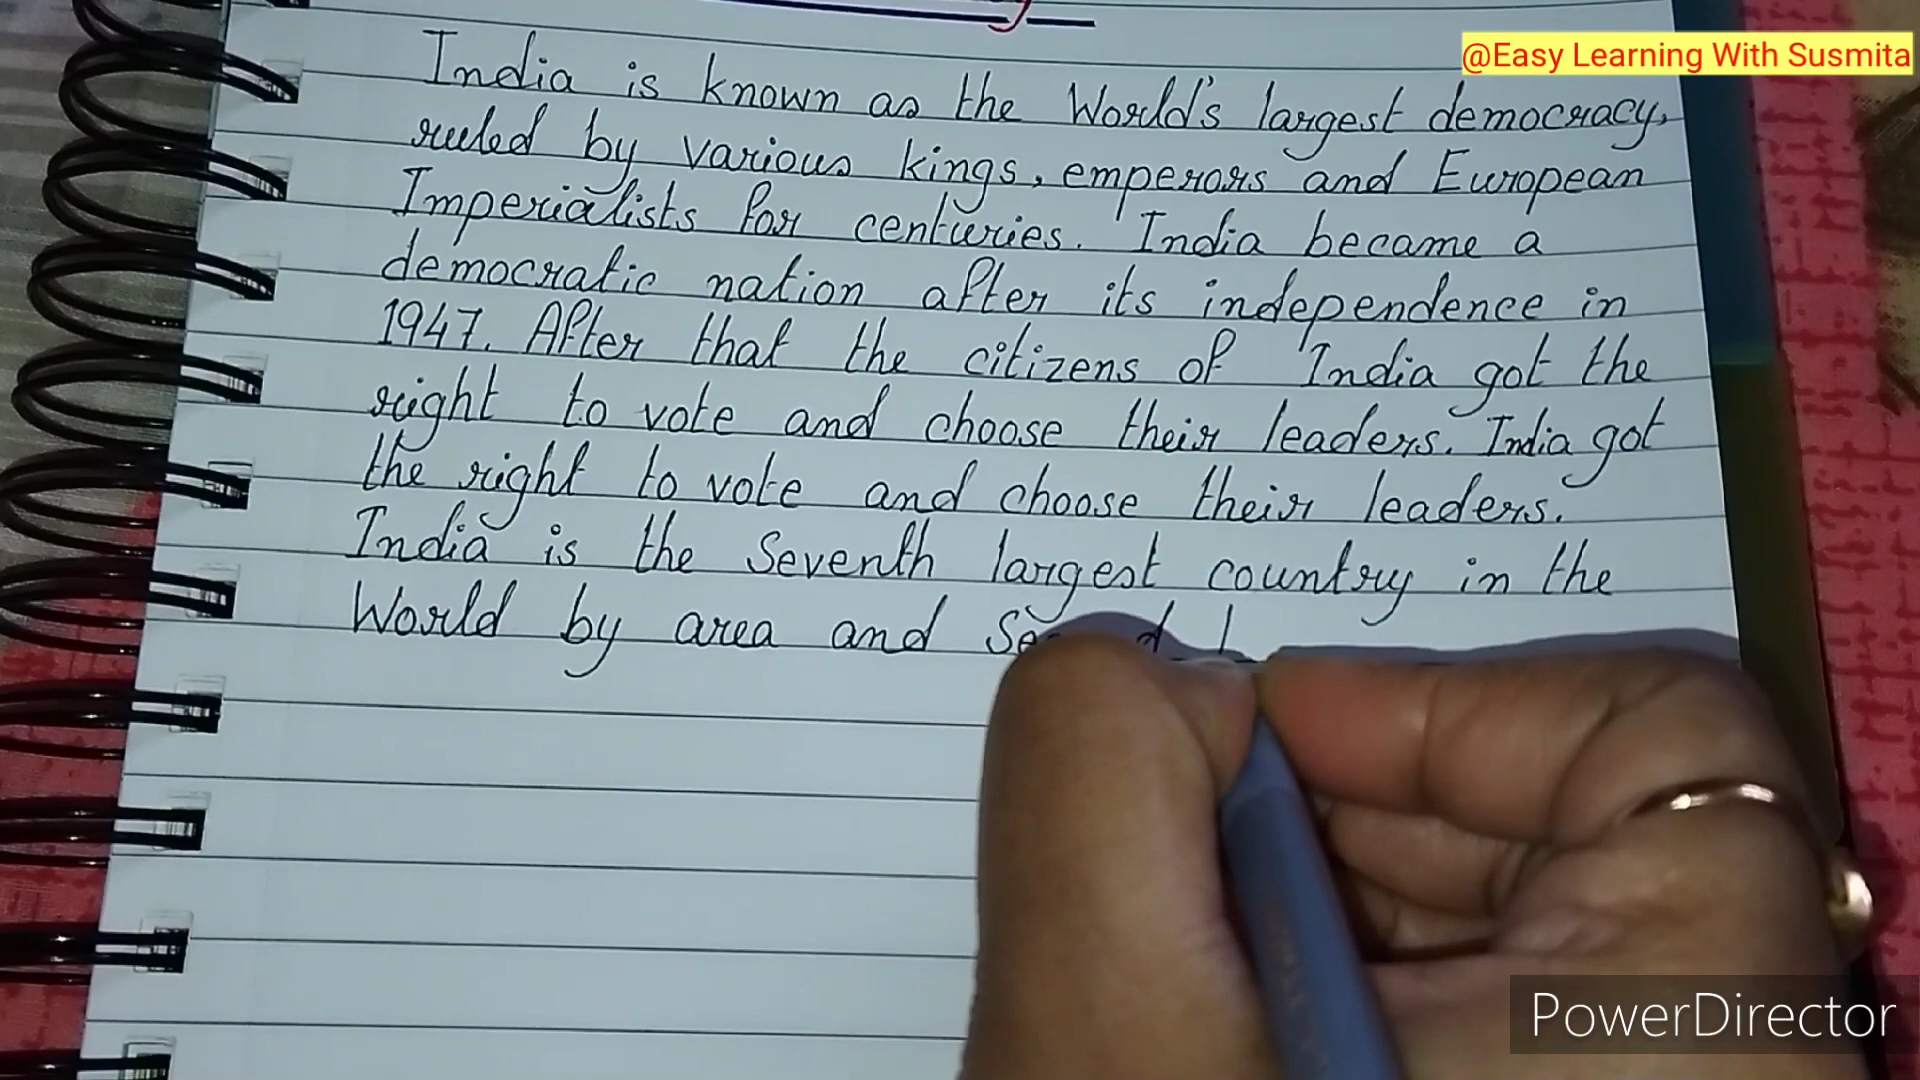 @Easy Learning With Susmita
India is known as the World's largest democracy,
ruled by various kings, emperors and European
Imperialists for centuries. India became a
democratic nation after its independence in
1947. After that the citizens of India got the
right to vote and choose their leaders. India got
the right to vote and choose their leaders.
India is the Seventh largest country in the
World by area and
PowerDirector